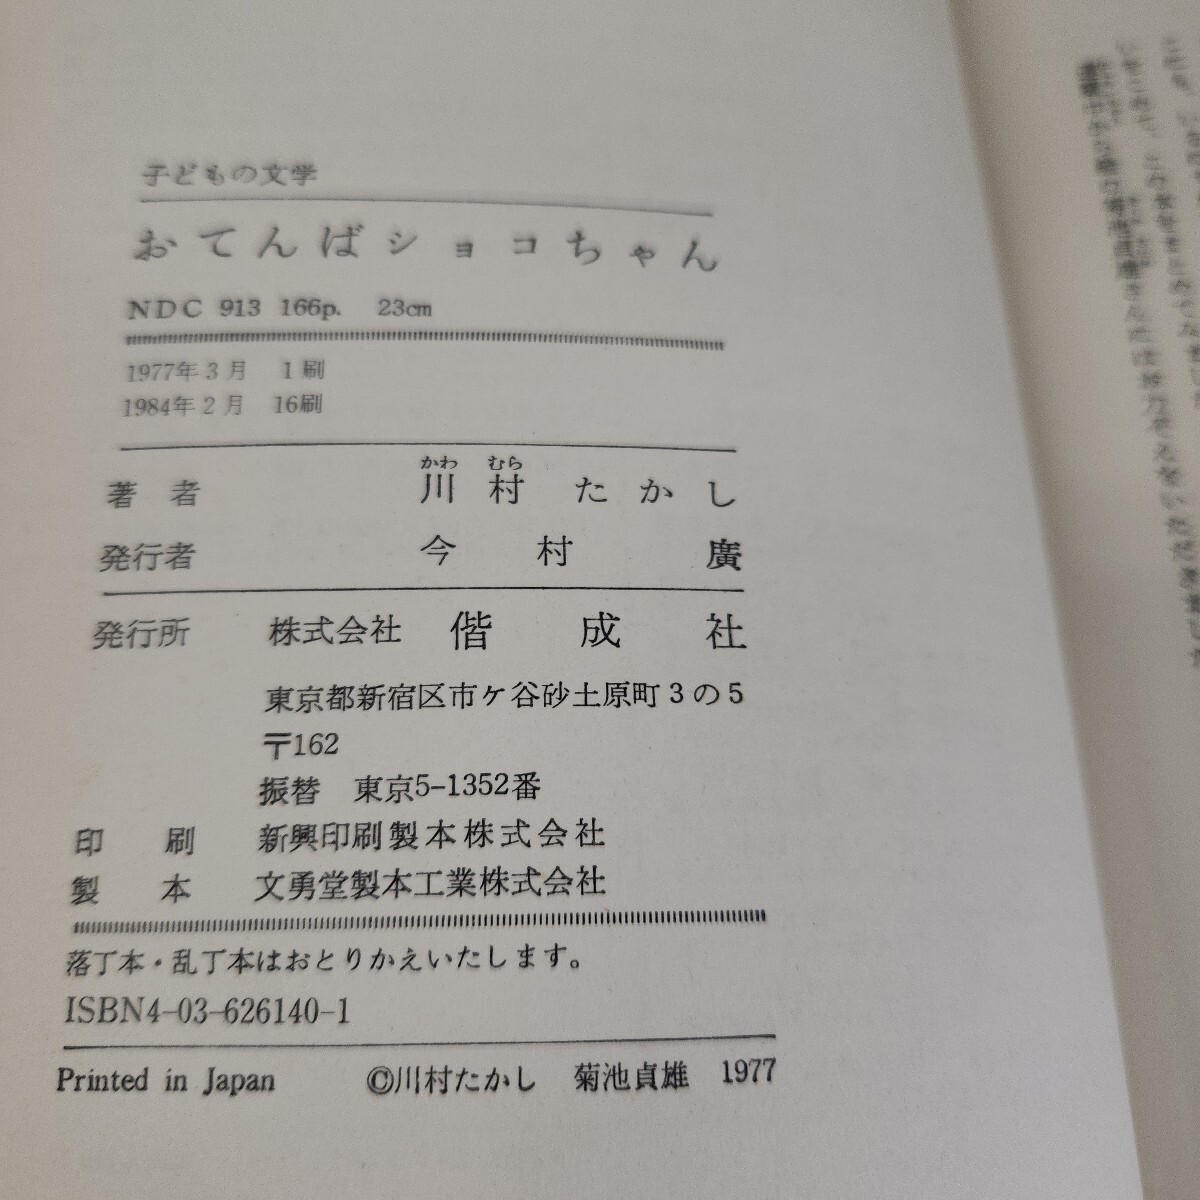 子どもの文学
おてんばショコちゃん
NDC 913 166p. 23cm
1977年3月 1刷
1984年2月 16刷
かわ むら
著者 川村たかし
発行者 今村廣
発行所 株式会社 偕成社
東京都新宿区市ケ谷砂土原町3の5
〒162
振替 東京5-1352番
印刷 新興印刷製本株式会社
製本 文勇堂製本工業株式会社
落丁本・乱丁本はおとりかえいたします。
ISBN4-03-626140-1
Printed in Japan ©川村たかし 菊池貞雄 1977